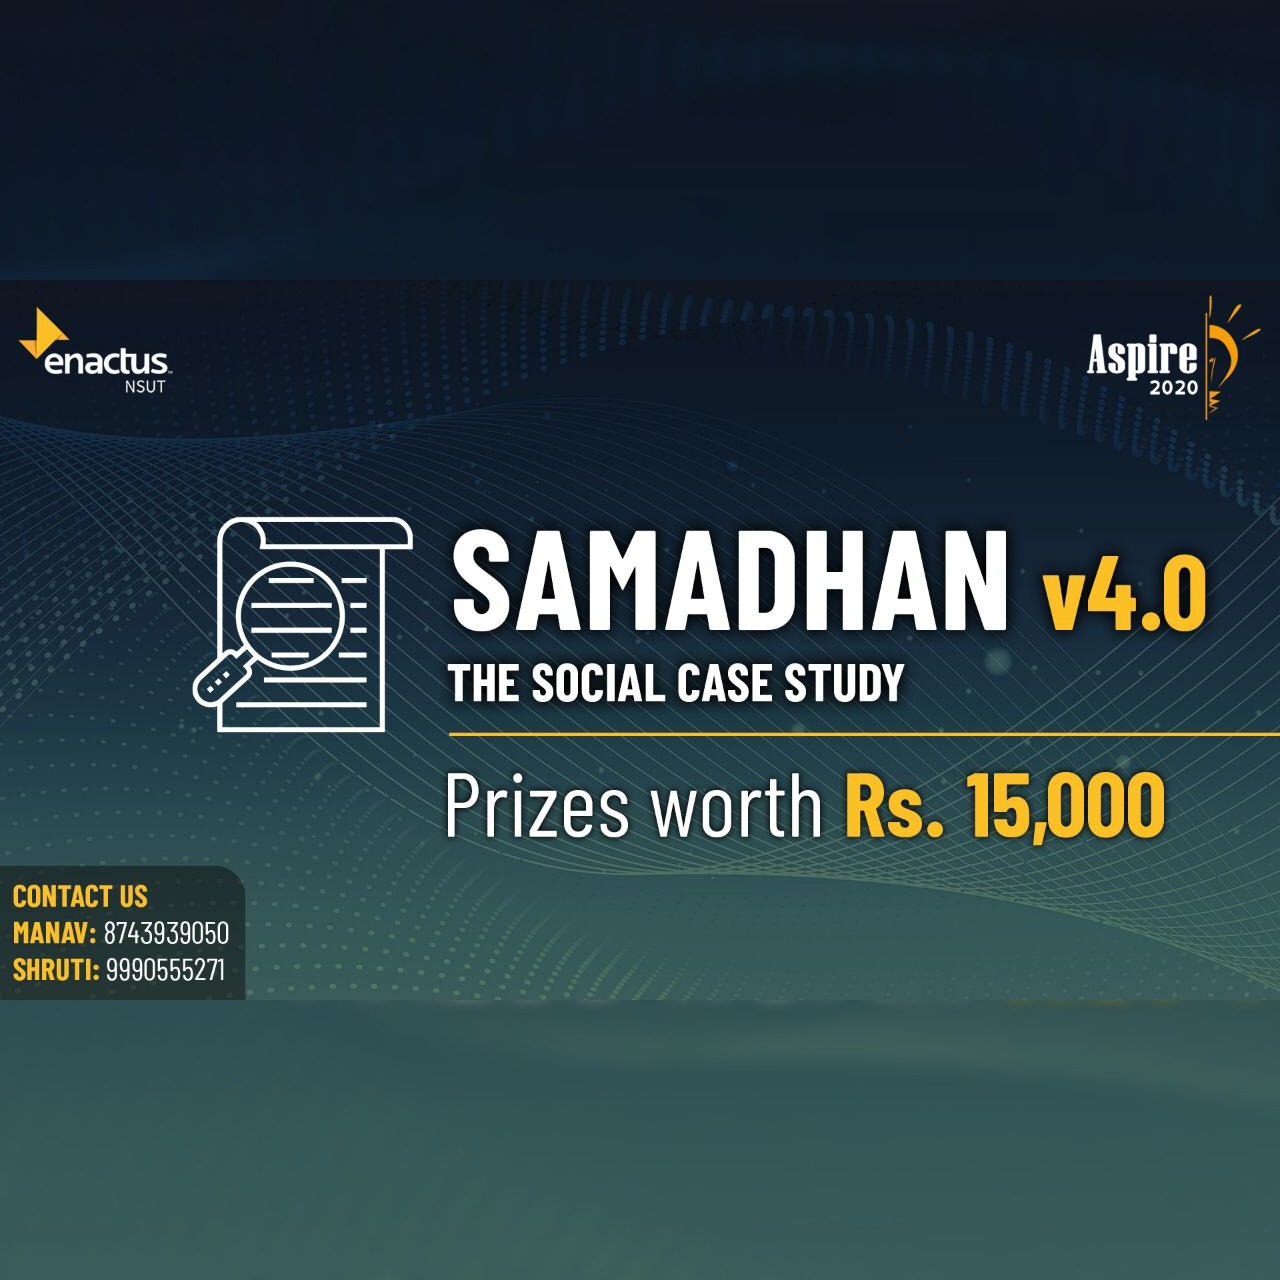 enactus
NSUT
Aspire
2020
SAMADHAN v4.0
THE SOCIAL CASE STUDY
Prizes worth Rs. 15,000
CONTACT US
MANAV: 8743939050
SHRUTI: 9990555271